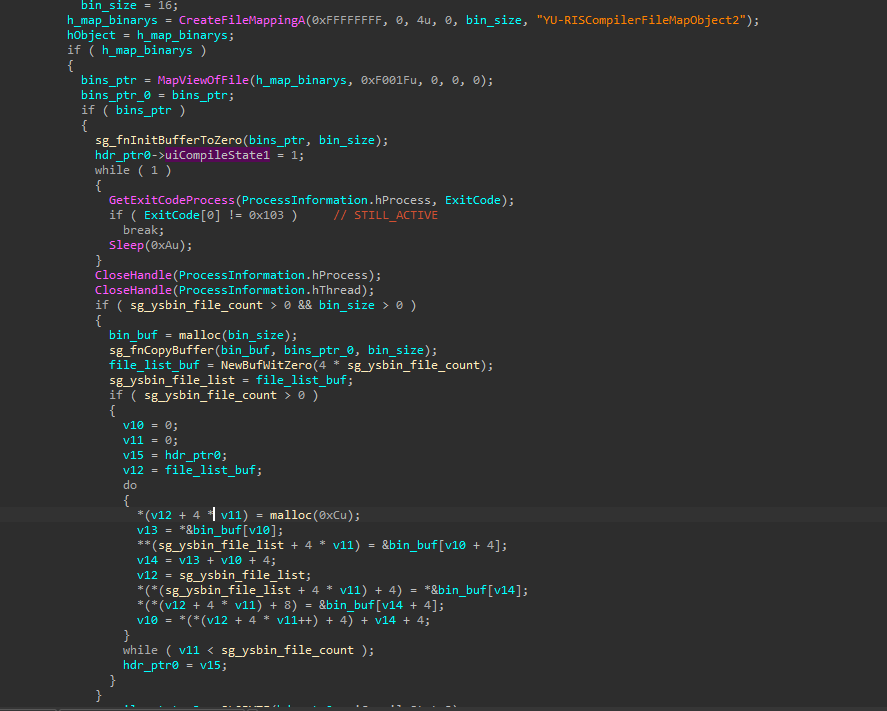 bin_size = 16;
h_map_binarys = CreateFileMappingA(0xFFFFFFFF, 0, 4u, 0, bin_size, "YU-RISCompilerFileMapObject2");
hObject = h_map_binarys;
if ( h_map_binarys )
{
bins_ptr = MapViewOfFile(h_map_binarys, 0xF001Fu, 0, 0, 0);
bins_ptr_0 = bins_ptr;
if ( bins_ptr )
{
sg_fnInitBufferToZero(bins_ptr, bin_size);
hdr_ptr0->uiCompileState1 = 1;
while ( 1 )
{
GetExitCodeProcess(ProcessInformation.hProcess, ExitCode);
if ( ExitCode[0] != 0x103 ) // STILL_ACTIVE
break;
Sleep(0xAu);
}
CloseHandle(ProcessInformation.hProcess);
CloseHandle(ProcessInformation.hThread);
if ( sg_ysbin_file_count > 0 && bin_size > 0 )
{
bin_buf = malloc(bin_size);
sg_fnCopyBuffer(bin_buf, bins_ptr_0, bin_size);
file_list_buf = NewBufWitZero(4 * sg_ysbin_file_count);
sg_ysbin_file_list = file_list_buf;
if ( sg_ysbin_file_count > 0 )
{
v10 = 0;
v11 = 0;
v15 = hdr_ptr0;
v12 = file_list_buf;
do
{
*(v12 + 4 * v11) = malloc(0xCu);
v13 = *&bin_buf[v10];
**(sg_ysbin_file_list + 4 * v11) = &bin_buf[v10 + 4];
v14 = v13 + v10 + 4;
v12 = sg_ysbin_file_list;
*(*(sg_ysbin_file_list + 4 * v11) + 4) = *&bin_buf[v14];
*(*(v12 + 4 * v11) + 8) = &bin_buf[v14 + 4];
v10 = *(*(v12 + 4 * v11++) + 4) + v14 + 4;
}
while ( v11 < sg_ysbin_file_count );
hdr_ptr0 = v15;
}
}